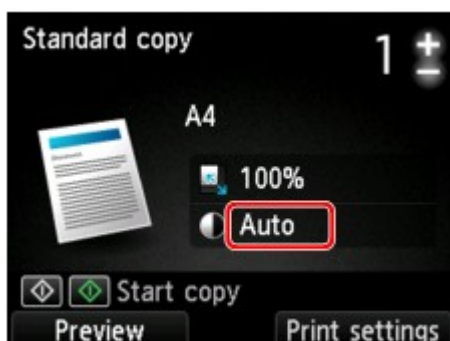 Standard copy
1 + -
A4
100%
Auto
Start copy
Preview Print settings